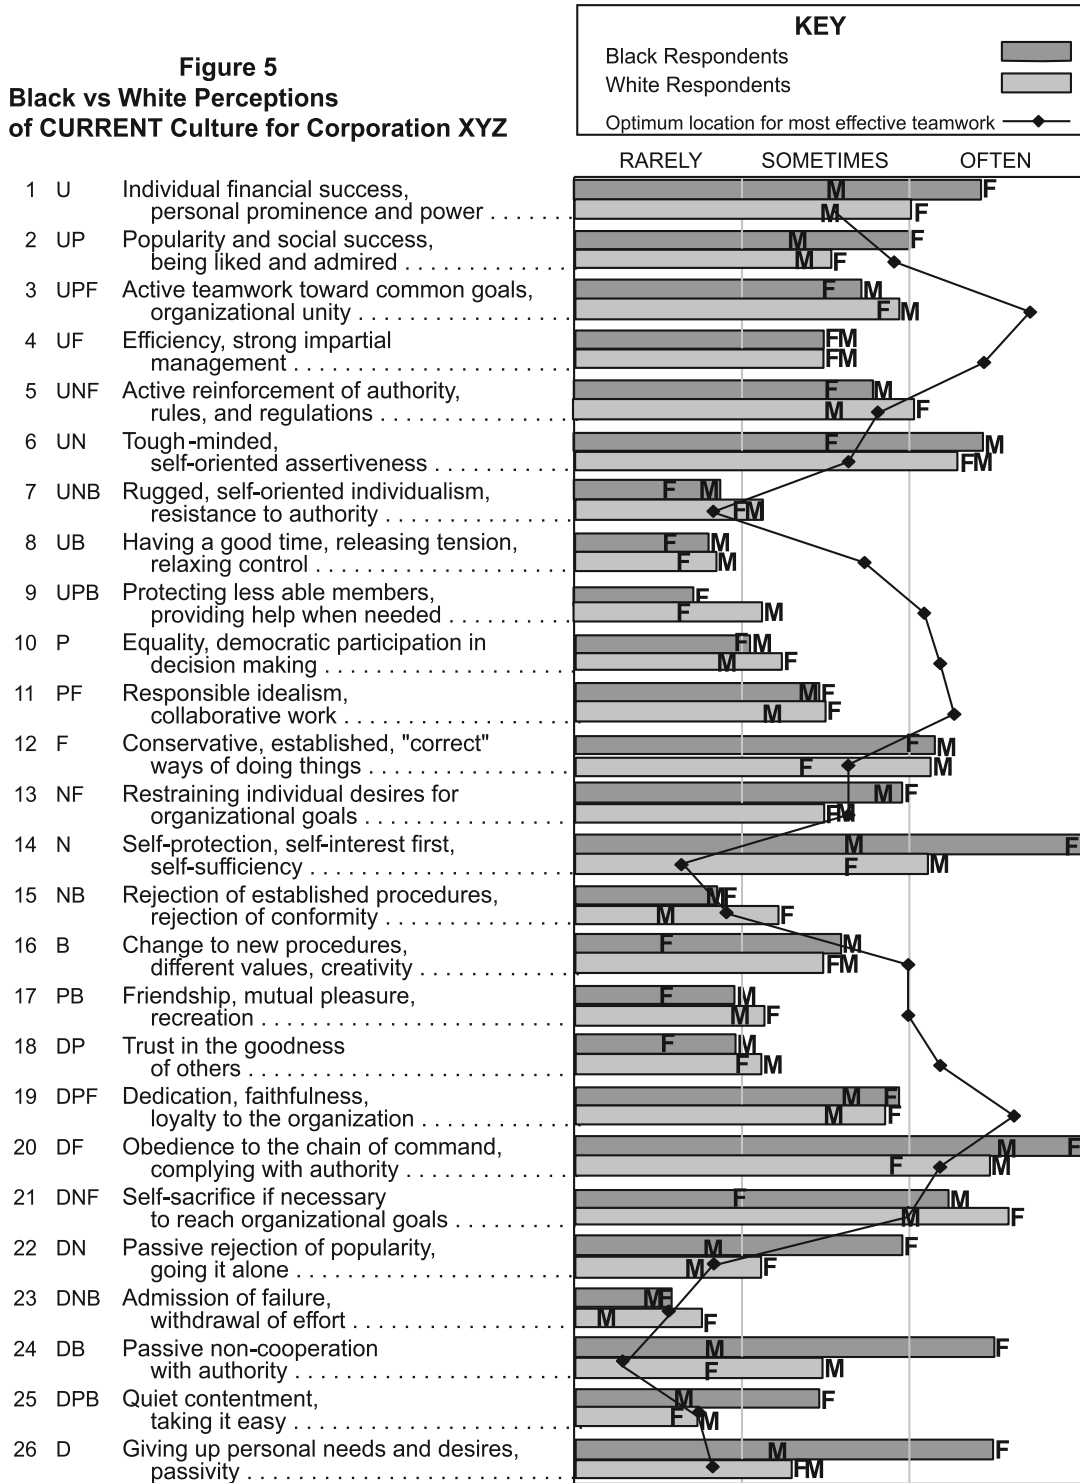 Figure 5
Black vs White Perceptions
of CURRENT Culture for Corporation XYZ
KEY
Black Respondents
White Respondents
Optimum location for most effective teamwork
RARELY SOMETIMES OFTEN
1 U Individual financial success, M F
personal prominence and power . . . . . . . M F
2 UP Popularity and social success, M F
being liked and admired . . . . . . . . . . . . . M F
3 UPF Active teamwork toward common goals, F M
organizational unity . . . . . . . . . . . . . . . . . F M
4 UF Efficiency, strong impartial FM
management . . . . . . . . . . . . . . . . . . . . . FM
5 UNF Active reinforcement of authority, F M
rules, and regulations . . . . . . . . . . . . . . . M F
6 UN Tough-minded, F M
self-oriented assertiveness . . . . . . . . . . . FM
7 UNB Rugged, self-oriented individualism, F M
resistance to authority . . . . . . . . . . . . . . . FM
8 UB Having a good time, releasing tension, F M
relaxing control . . . . . . . . . . . . . . . . . . . . F M
9 UPB Protecting less able members, F
providing help when needed . . . . . . . . . . F M
10 P Equality, democratic participation in F M
decision making . . . . . . . . . . . . . . . . . . . M F
11 PF Responsible idealism, M F
collaborative work . . . . . . . . . . . . . . . . . . M F
12 F Conservative, established, "correct" F M
ways of doing things . . . . . . . . . . . . . . . . F M
13 NF Restraining individual desires for M F
organizational goals . . . . . . . . . . . . . . . . FM
14 N Self-protection, self-interest first, M F
self-sufficiency . . . . . . . . . . . . . . . . . . . . F M
15 NB Rejection of established procedures, MF
rejection of conformity . . . . . . . . . . . . . . . M F
16 B Change to new procedures, F M
different values, creativity . . . . . . . . . . . . FM
17 PB Friendship, mutual pleasure, F M
recreation . . . . . . . . . . . . . . . . . . . . . . . . M F
18 DP Trust in the goodness F M
of others . . . . . . . . . . . . . . . . . . . . . . . . . F M
19 DPF Dedication, faithfulness, M F
loyalty to the organization . . . . . . . . . . . . M F
20 DF Obedience to the chain of command, M F
complying with authority . . . . . . . . . . . . . F M
21 DNF Self-sacrifice if necessary F M
to reach organizational goals . . . . . . . . . M F
22 DN Passive rejection of popularity, M F
going it alone . . . . . . . . . . . . . . . . . . . . . M F
23 DNB Admission of failure, MF
withdrawal of effort . . . . . . . . . . . . . . . . . M F
24 DB Passive non-cooperation M F
with authority . . . . . . . . . . . . . . . . . . . . . F M
25 DPB Quiet contentment, M F
taking it easy . . . . . . . . . . . . . . . . . . . . . F M
26 D Giving up personal needs and desires, M F
passivity . . . . . . . . . . . . . . . . . . . . . . . . . FM